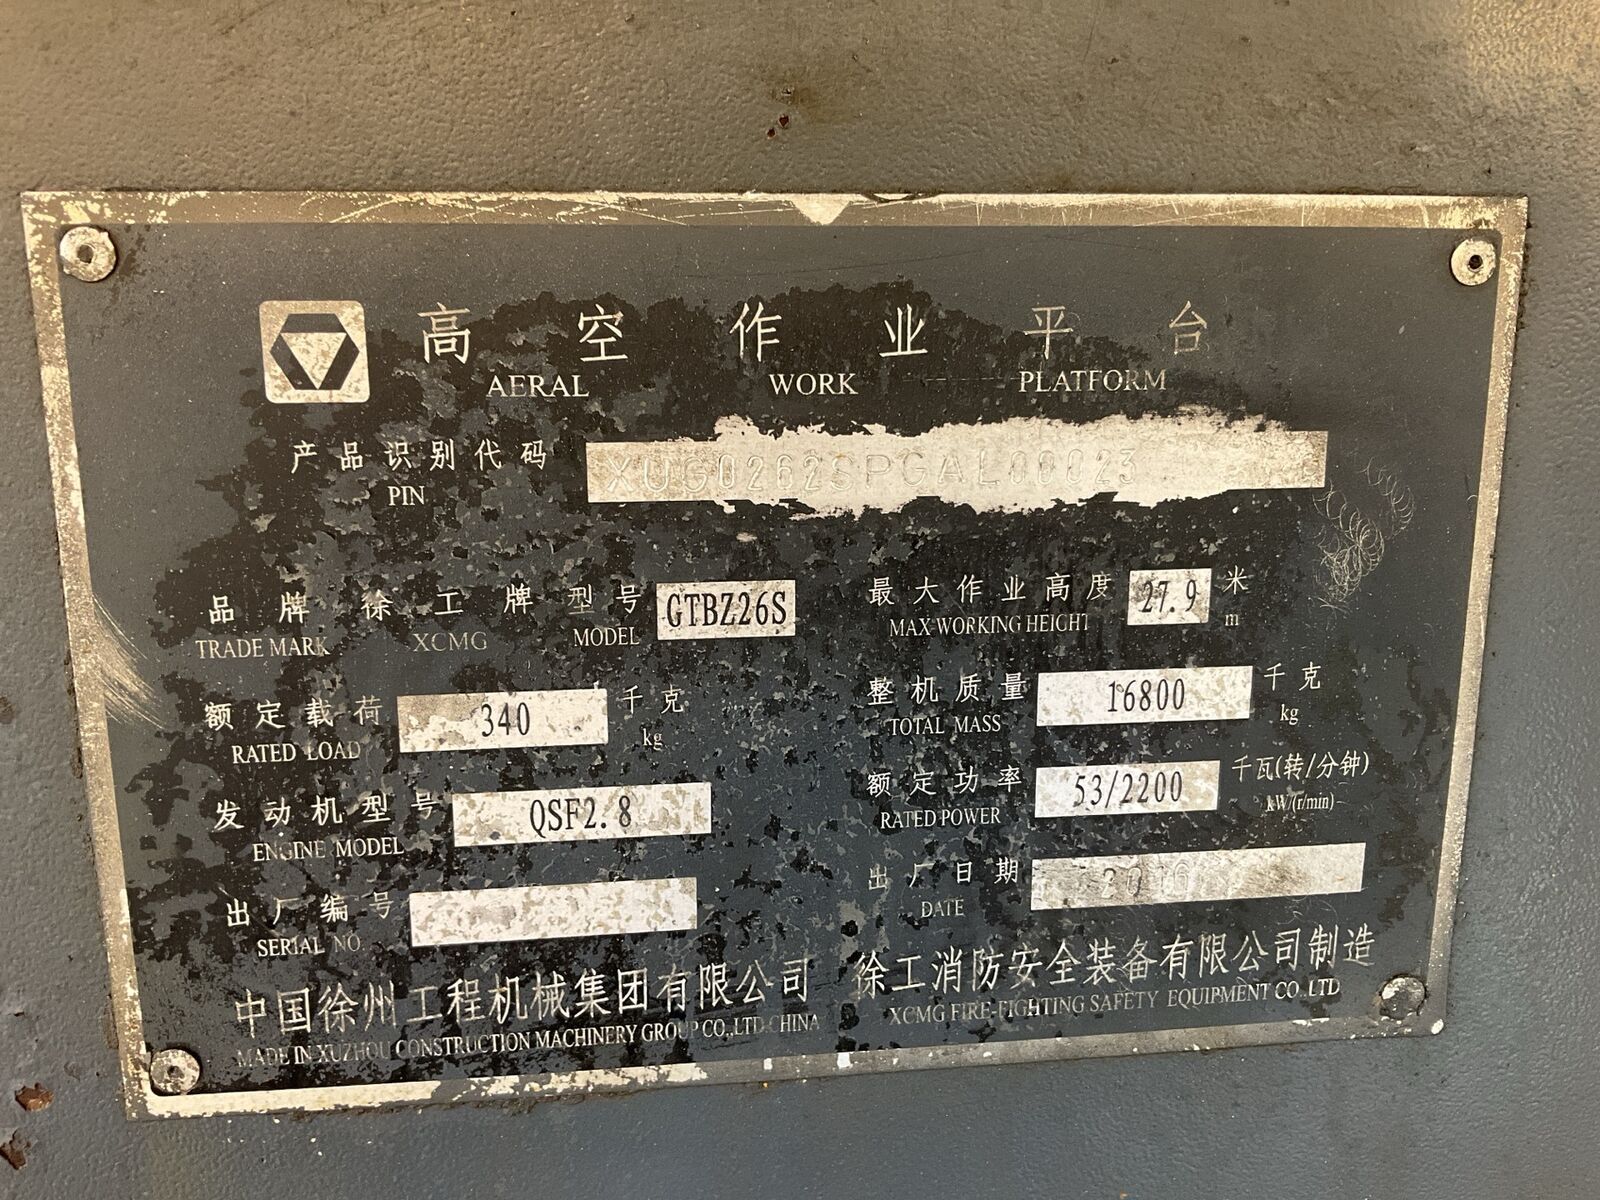 高空作业平台
AERAL WORK PLATFORM
产品识别代码 XUG0262SPGAL00023
PIN
品牌 徐工牌 型号 GTBZ26S 最大作业高度 27.9 米
TRADE MARK XCMG MODEL MAX WORKING HEIGHT m
额定载荷 340 千克 整机质量 16800 千克
RATED LOAD kg TOTAL MASS kg
发动机型号 QSF2.8 额定功率 53/2200 千瓦(转/分钟)
ENGINE MODEL RATED POWER kW/(r/min)
出厂编号 出厂日期 2016
SERIAL NO. DATE
中国徐州工程机械集团有限公司 徐工消防安全装备有限公司制造
MADE IN XUZHOU CONSTRUCTION MACHINERY GROUP CO.,LTD CHINA XCMG FIRE-FIGHTING SAFETY EQUIPMENT CO.,LTD